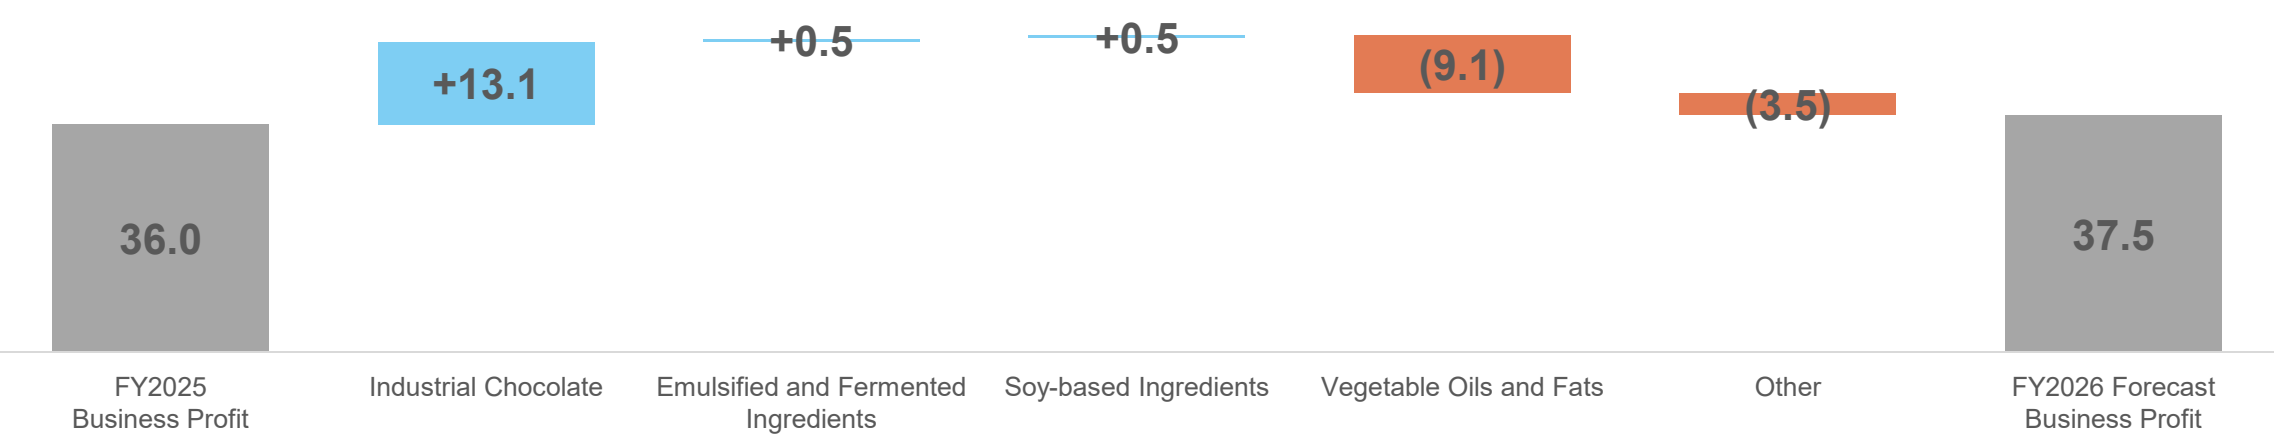 +0.5
+0.5
+13.1
(9.1)
(3.5)
36.0
37.5
FY2025
Business Profit
Industrial Chocolate
Emulsified and Fermented
Ingredients
Soy-based Ingredients
Vegetable Oils and Fats
Other
FY2026 Forecast
Business Profit